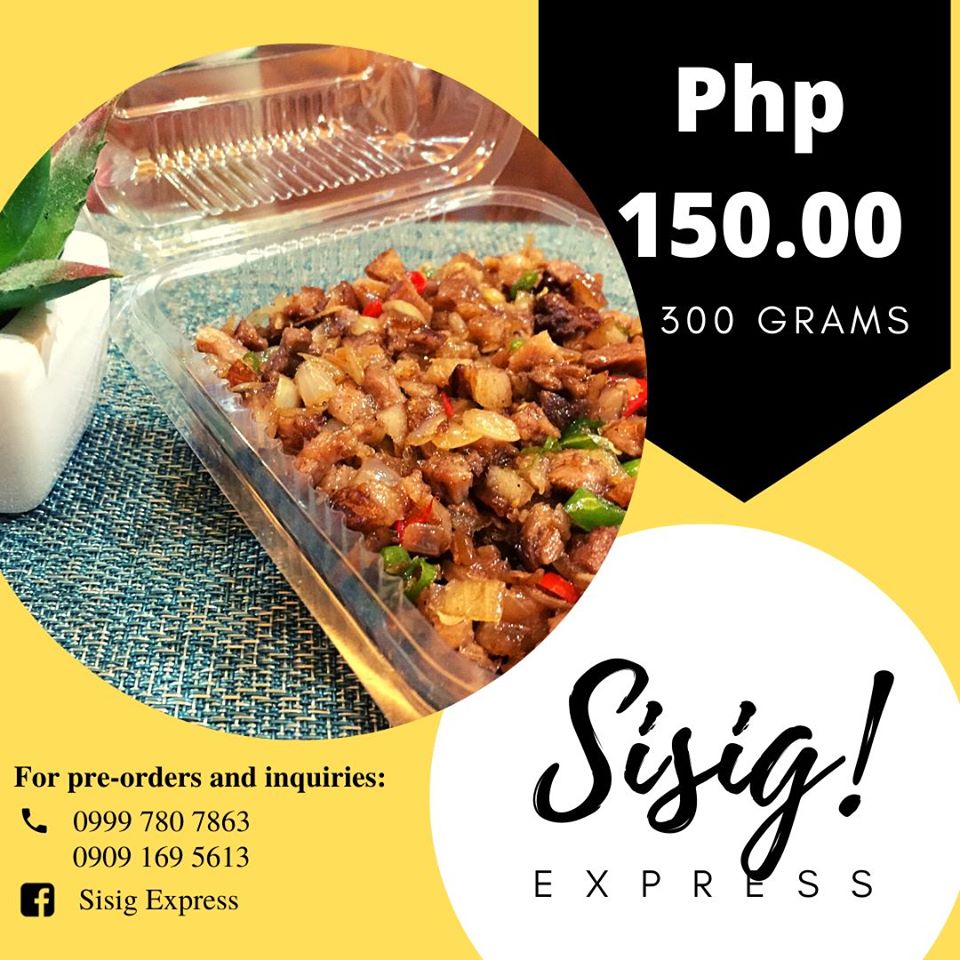 Php
150.00
300 GRAMS
Sisig!
EXPRESS
For pre-orders and inquiries:
0999 780 7863
0909 169 5613
Sisig Express